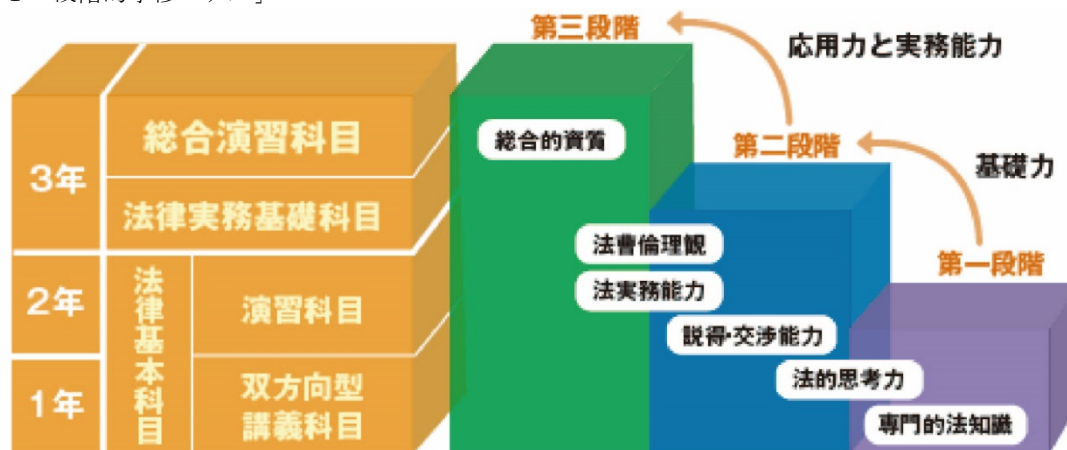 第三段階
応用力と実務能力
総合演習科目
総合的資質
第二段階
基礎力
3年
法律実務基礎科目
法曹倫理観
第一段階
2年
法律基本科目
演習科目
法実務能力
説得・交渉能力
1年
双方向型
講義科目
法的思考力
専門的法知識